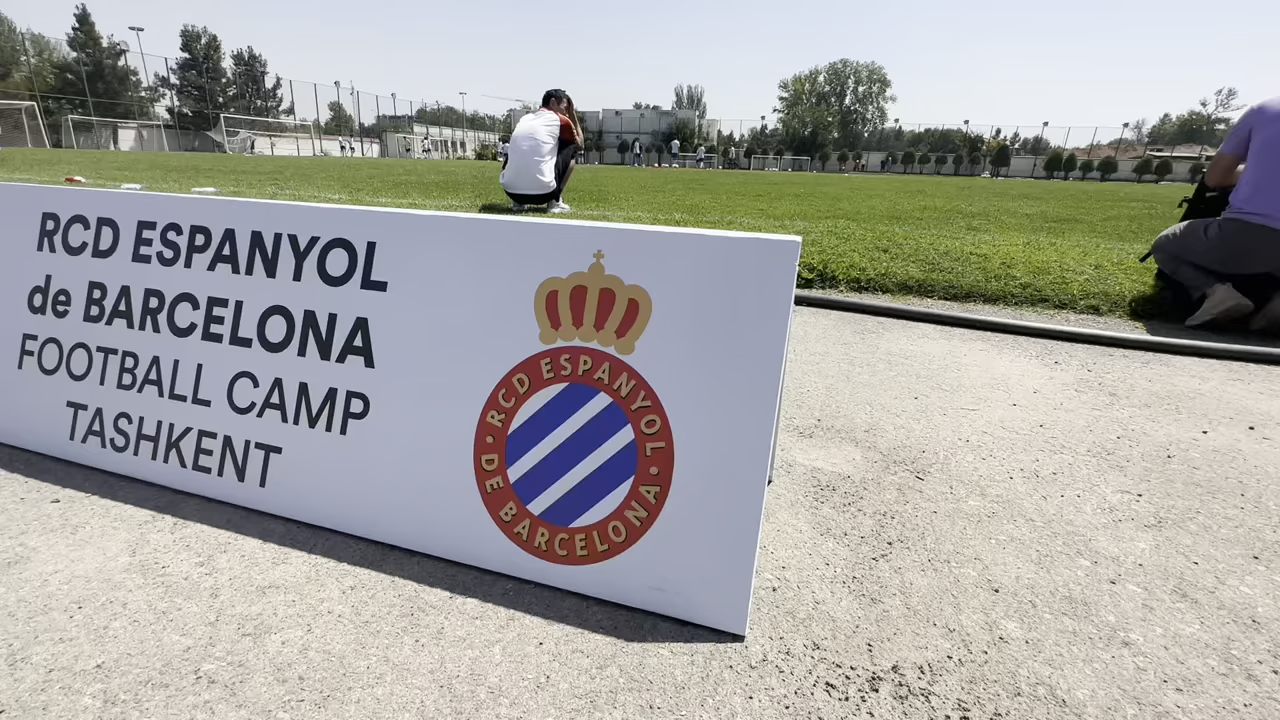 RCD ESPANYOL
de BARCELONA
FOOTBALL CAMP
TASHKENT
• RCD ESPANYOL •
DE BARCELONA